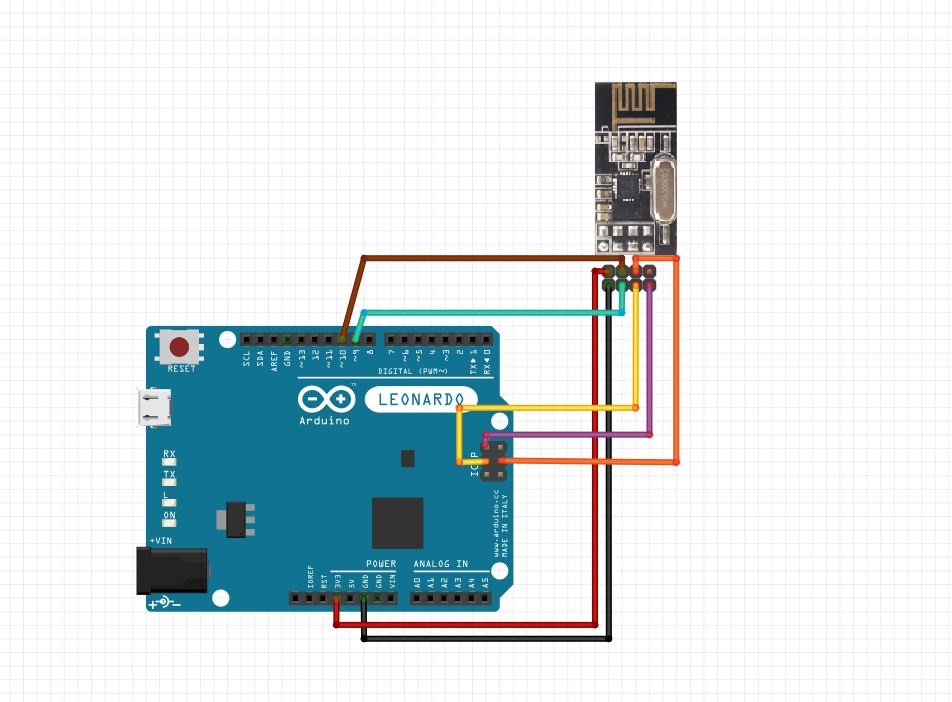 SCL
SDA
AREF
GND
~13
12
~11
~10
~9
8
7
~6
~5
4
~3
2
TX▶ 1
RX◀ 0
RESET
DIGITAL (PWM~)
TM
LEONARDO
Arduino
ICSP
RX
TX
L
ON
+VIN
www.arduino.cc
MADE IN ITALY
POWER
ANALOG IN
IOREF
RST
3V3
5V
GND
GND
VIN
A0
A1
A2
A3
A4
A5